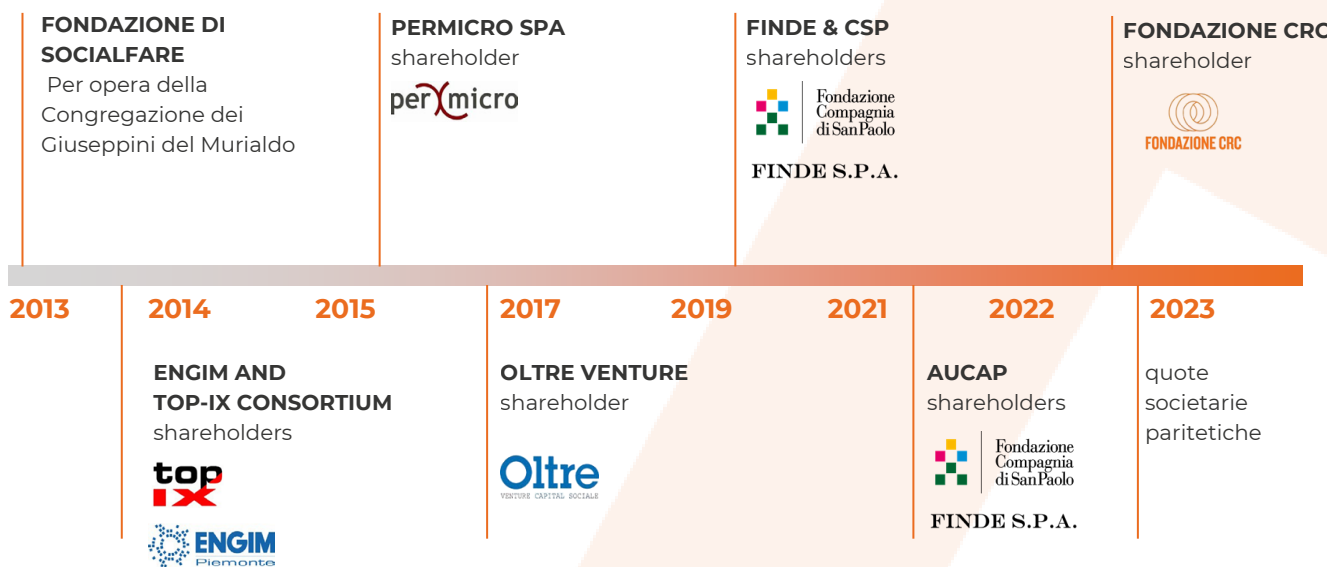 FONDAZIONE DI
SOCIALFARE
Per opera della
Congregazione dei
Giuseppini del Murialdo
PERMICRO SPA
shareholder
per micro
FINDE & CSP
shareholders
Fondazione
Compagnia
di San Paolo
FINDE S.P.A.
FONDAZIONE CRC
shareholder
FONDAZIONE CRC
2013
2014
2015
2017
2019
2021
2022
2023
ENGIM AND
TOP-IX CONSORTIUM
shareholders
top
IX
ENGIM
Piemonte
OLTRE VENTURE
shareholder
Oltre
VENTURE CAPITAL SOCIALE
AUCAP
shareholders
Fondazione
Compagnia
di San Paolo
FINDE S.P.A.
quote
societarie
paritetiche